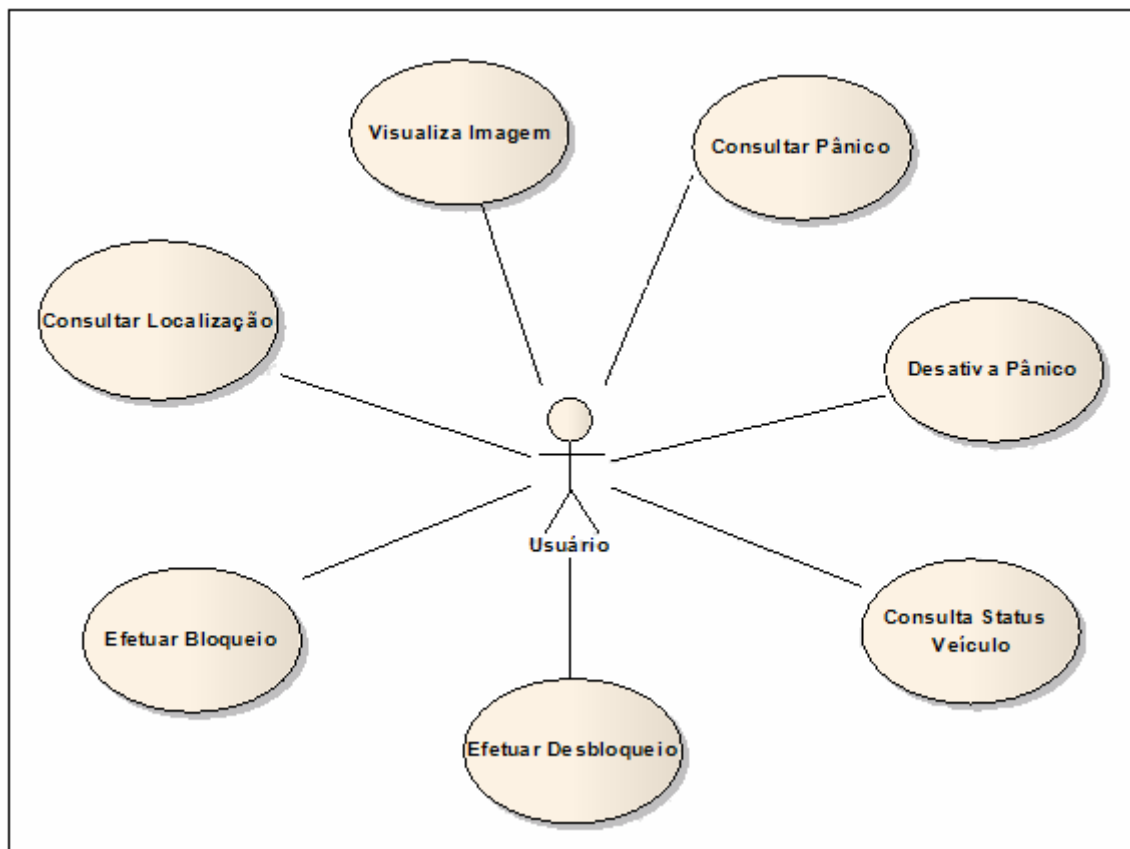 Visualiza Imagem
Consultar Pânico
Consultar Localização
Desativa Pânico
Usuário
Efetuar Bloqueio
Consulta Status
Veículo
Efetuar Desbloqueio